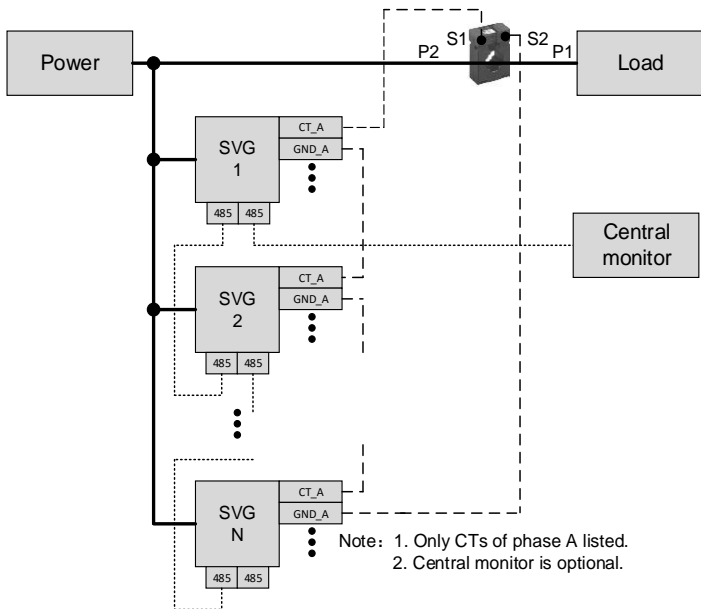 Power
P2
S1
S2
P1
Load
SVG
1
CT_A
GND_A
485
485
Central
monitor
SVG
2
CT_A
GND_A
485
485
SVG
N
CT_A
GND_A
485
485
Note: 1. Only CTs of phase A listed.
2. Central monitor is optional.